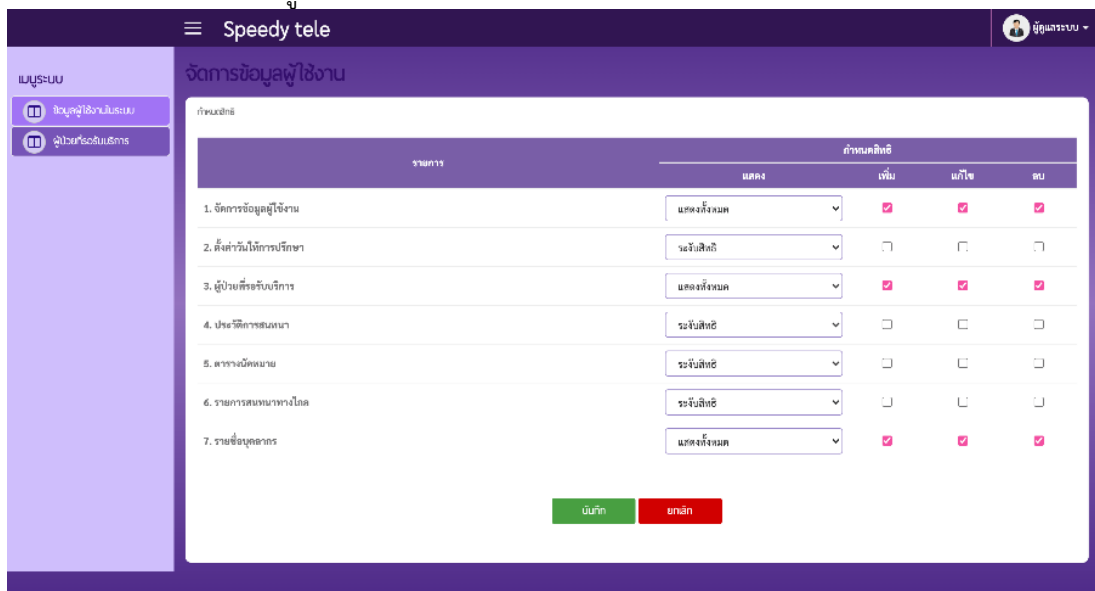 Speedy tele
ผู้ดูแลระบบ
เมนูระบบ
ข้อมูลผู้ใช้งานในระบบ
ผู้ป่วยที่รอรับบริการ
จัดการข้อมูลผู้ใช้งาน
กำหนดสิทธิ
รายการ
กำหนดสิทธิ
แสดง เพิ่ม แก้ไข ลบ
1. จัดการข้อมูลผู้ใช้งาน แสดงทั้งหมด
2. ตั้งค่าวันให้การปรึกษา ระงับสิทธิ
3. ผู้ป่วยที่รอรับบริการ แสดงทั้งหมด
4. ประวัติการสนทนา ระงับสิทธิ
5. ตารางนัดหมาย ระงับสิทธิ
6. รายการสนทนาทางไกล ระงับสิทธิ
7. รายชื่อบุคลากร แสดงทั้งหมด
บันทึก ยกเลิก